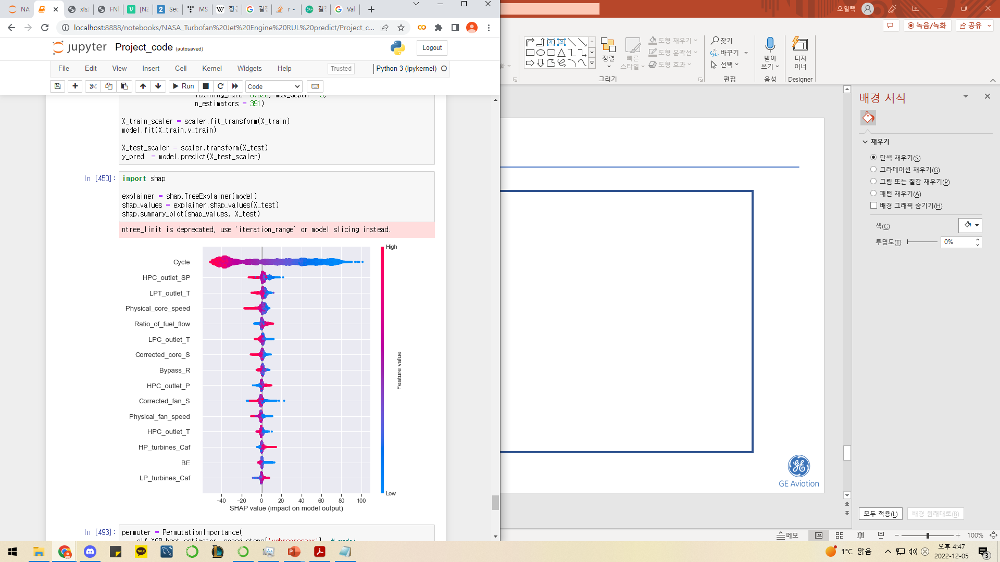 NA
xlsJ
FNI
[NZ
Sec
MS
항공
결정
r -
결정
Val
localhost:8888/notebooks/NASA_Turbofan%20Jet%20Engine%20RUL%20predict/Project_c...
jupyter Project_code (autosaved)
Logout
File Edit View Insert Cell Kernel Widgets Help
Trusted
Python 3 (ipykernel)
Run
Code
n_estimators = 391)
X_train_scaler = scaler.fit_transform(X_train)
model.fit(X_train,y_train)
X_test_scaler = scaler.transform(X_test)
y_pred = model.predict(X_test_scaler)
In [450]:
import shap
explainer = shap.TreeExplainer(model)
shap_values = explainer.shap_values(X_test)
shap.summary_plot(shap_values, X_test)
ntree_limit is deprecated, use `iteration_range` or model slicing instead.
High
Cycle
HPC_outlet_SP
LPT_outlet_T
Physical_core_speed
Ratio_of_fuel_flow
LPC_outlet_T
Corrected_core_S
Bypass_R
HPC_outlet_P
Corrected_fan_S
Physical_fan_speed
HPC_outlet_T
HP_turbines_Caf
BE
LP_turbines_Caf
Feature value
Low
−40 −20 0 20 40 60 80 100
SHAP value (impact on model output)
In [493]:
permuter = PermutationImportance(
오일택
녹음/녹화
공유
정렬
빠른
스타일
도형 채우기
도형 윤곽선
도형 효과
그리기
찾기
바꾸기
선택
편집
받아
쓰기
음성
디자
이너
Designer
배경 서식
채우기
단색 채우기(S)
그라데이션 채우기(G)
그림 또는 질감 채우기(P)
패턴 채우기(A)
배경 그래픽 숨기기(H)
색(C)
투명도(T)
0%
GE Aviation
모두 적용(L)
배경 원래대로(B)
메모
100%
TALK
1°C 맑음
오후 4:47
2022-12-05
3